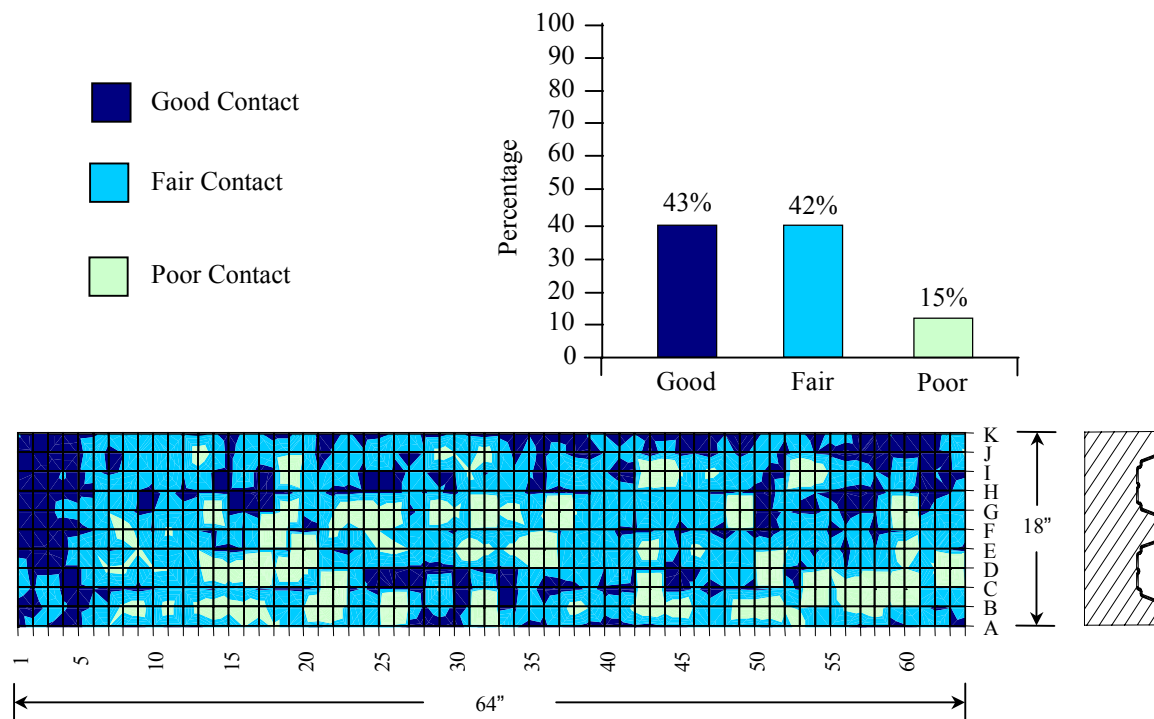 Good Contact
Fair Contact
Poor Contact
Percentage
100
90
80
70
60
50
40
30
20
10
0
43%
42%
15%
Good Fair Poor
K
J
I
H
G
F
E
D
C
B
A
18”
1 5 10 15 20 25 30 35 40 45 50 55 60
64”